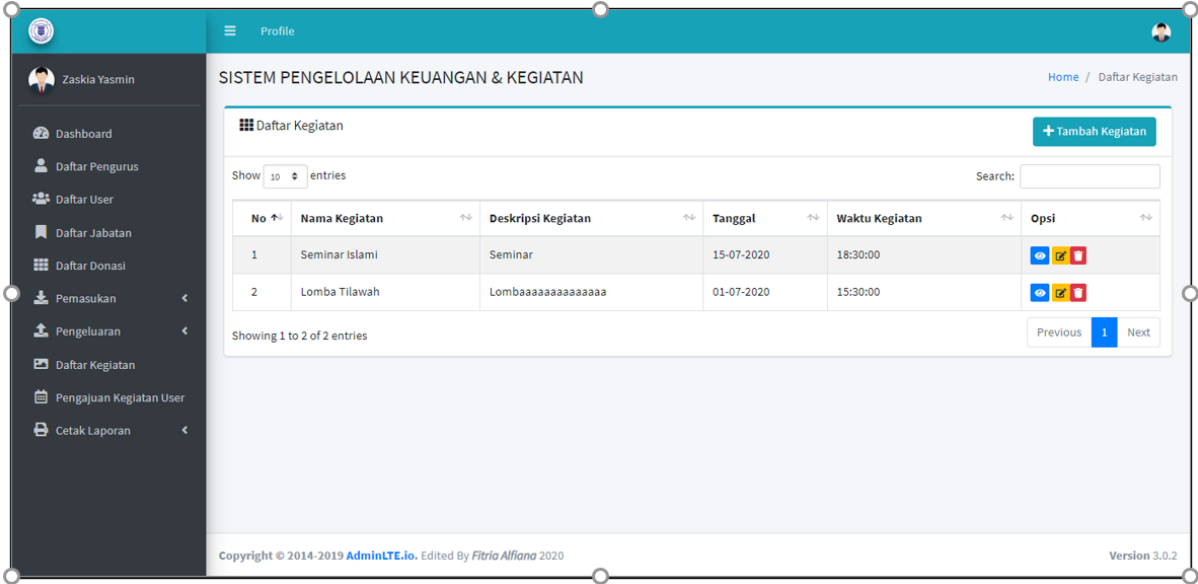 Profile
Zaskia Yasmin
Dashboard
Daftar Pengurus
Daftar User
Daftar Jabatan
Daftar Donasi
Pemasukan
Pengeluaran
Daftar Kegiatan
Pengajuan Kegiatan User
Cetak Laporan
SISTEM PENGELOLAAN KEUANGAN & KEGIATAN
Home / Daftar Kegiatan
Daftar Kegiatan
Tambah Kegiatan
Show 10 entries
Search:
No Nama Kegiatan Deskripsi Kegiatan Tanggal Waktu Kegiatan Opsi
1 Seminar Islami Seminar 15-07-2020 18:30:00
2 Lomba Tilawah Lombaaaaaaaaaaaaaa 01-07-2020 15:30:00
Showing 1 to 2 of 2 entries
Previous 1 Next
Copyright © 2014-2019 AdminLTE.io. Edited By Fitria Alfiana 2020
Version 3.0.2